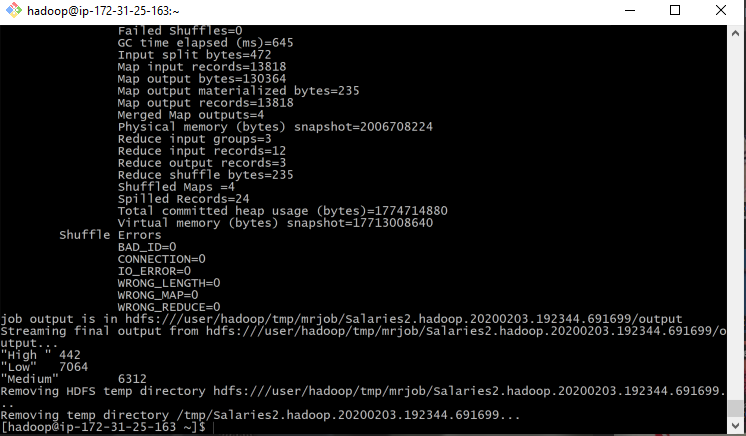 hadoop@ip-172-31-25-163:~
Failed Shuffles=0
GC time elapsed (ms)=645
Input split bytes=472
Map input records=13818
Map output bytes=130364
Map output materialized bytes=235
Map output records=13818
Merged Map outputs=4
Physical memory (bytes) snapshot=2006708224
Reduce input groups=3
Reduce input records=12
Reduce output records=3
Reduce shuffle bytes=235
Shuffled Maps =4
Spilled Records=24
Total committed heap usage (bytes)=1774714880
Virtual memory (bytes) snapshot=17713008640
Shuffle Errors
BAD_ID=0
CONNECTION=0
IO_ERROR=0
WRONG_LENGTH=0
WRONG_MAP=0
WRONG_REDUCE=0
job output is in hdfs:///user/hadoop/tmp/mrjob/Salaries2.hadoop.20200203.192344.691699/output
Streaming final output from hdfs:///user/hadoop/tmp/mrjob/Salaries2.hadoop.20200203.192344.691699/o
utput...
"High " 442
"Low"   7064
"Medium"        6312
Removing HDFS temp directory hdfs:///user/hadoop/tmp/mrjob/Salaries2.hadoop.20200203.192344.691699.
..
Removing temp directory /tmp/Salaries2.hadoop.20200203.192344.691699...
[hadoop@ip-172-31-25-163 ~]$